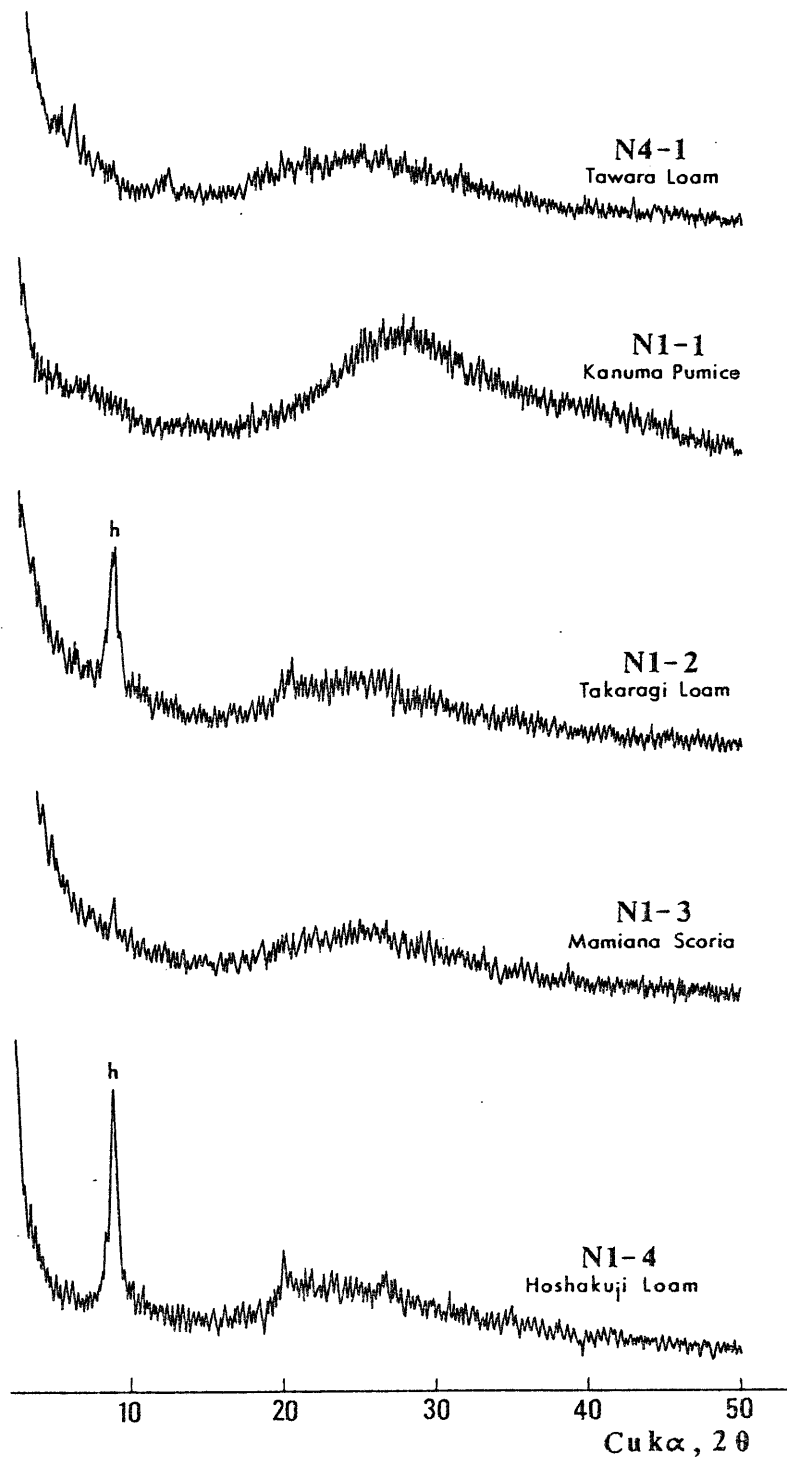 N4-1
Tawara Loam
N1-1
Kanuma Pumice
h
N1-2
Takaragi Loam
N1-3
Mamiana Scoria
h
N1-4
Hoshakuji Loam
10 20 30 40 50
Cukα, 2θ